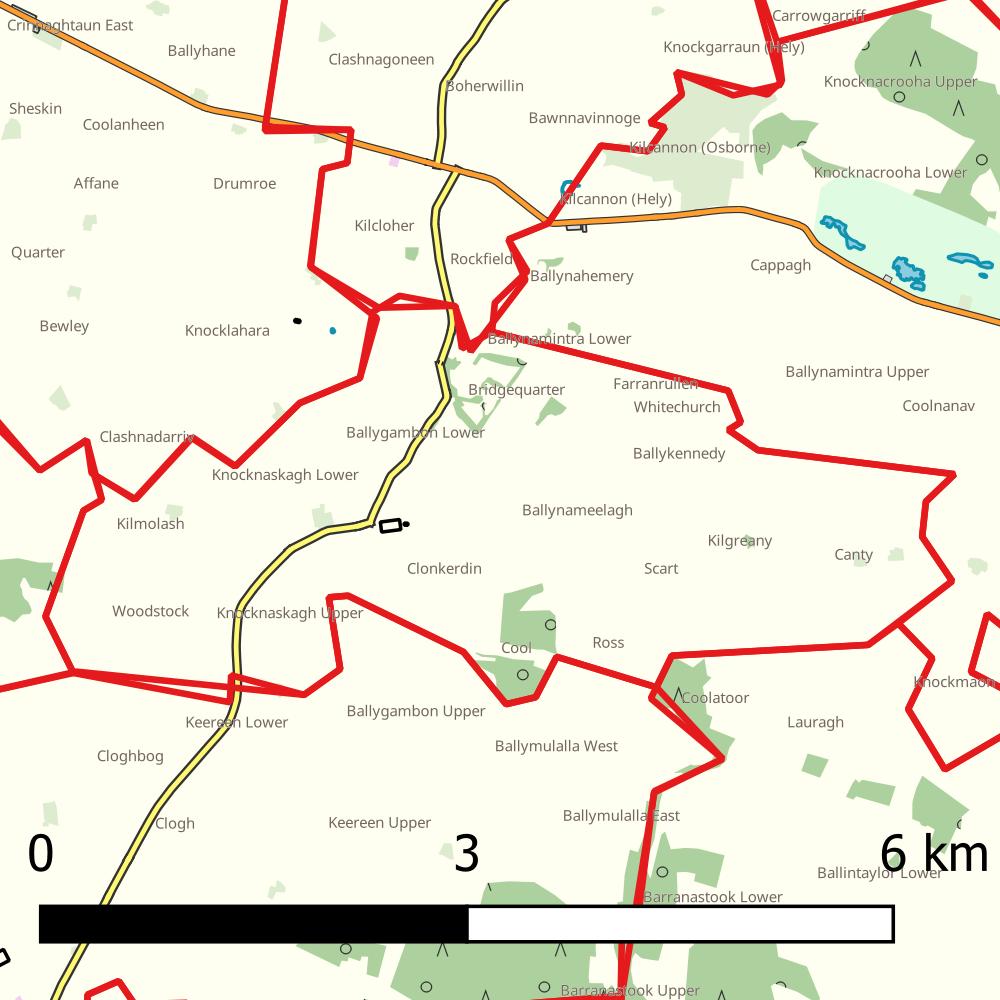 Carrowgarriff
Crinnaghtaun East
Knockgarraun (Hely)
Ballyhane
Clashnagoneen
Knocknacrooha Upper
Boherwillin
Sheskin
Bawnnavinnoge
Coolanheen
Kilcannon (Osborne)
Knocknacrooha Lower
Affane
Drumroe
Kilcannon (Hely)
Kilcloher
Quarter
Rockfield
Cappagh
Ballynahemery
Bewley
Knocklahara
Ballynamintra Lower
Ballynamintra Upper
Farranrullen
Bridgequarter
Whitechurch
Coolnanav
Clashnadarriv
Ballygambon Lower
Ballykennedy
Knocknaskagh Lower
Ballynameelagh
Kilmolash
Kilgreany
Canty
Clonkerdin
Scart
Woodstock
Knocknaskagh Upper
Ross
Cool
Knockmaon
Coolatoor
Ballygambon Upper
Keereen Lower
Lauragh
Ballymulalla West
Cloghbog
Ballymulalla East
Clogh
Keereen Upper
0 3 6 km
Ballintaylor Lower
Barranastook Lower
Barranastook Upper